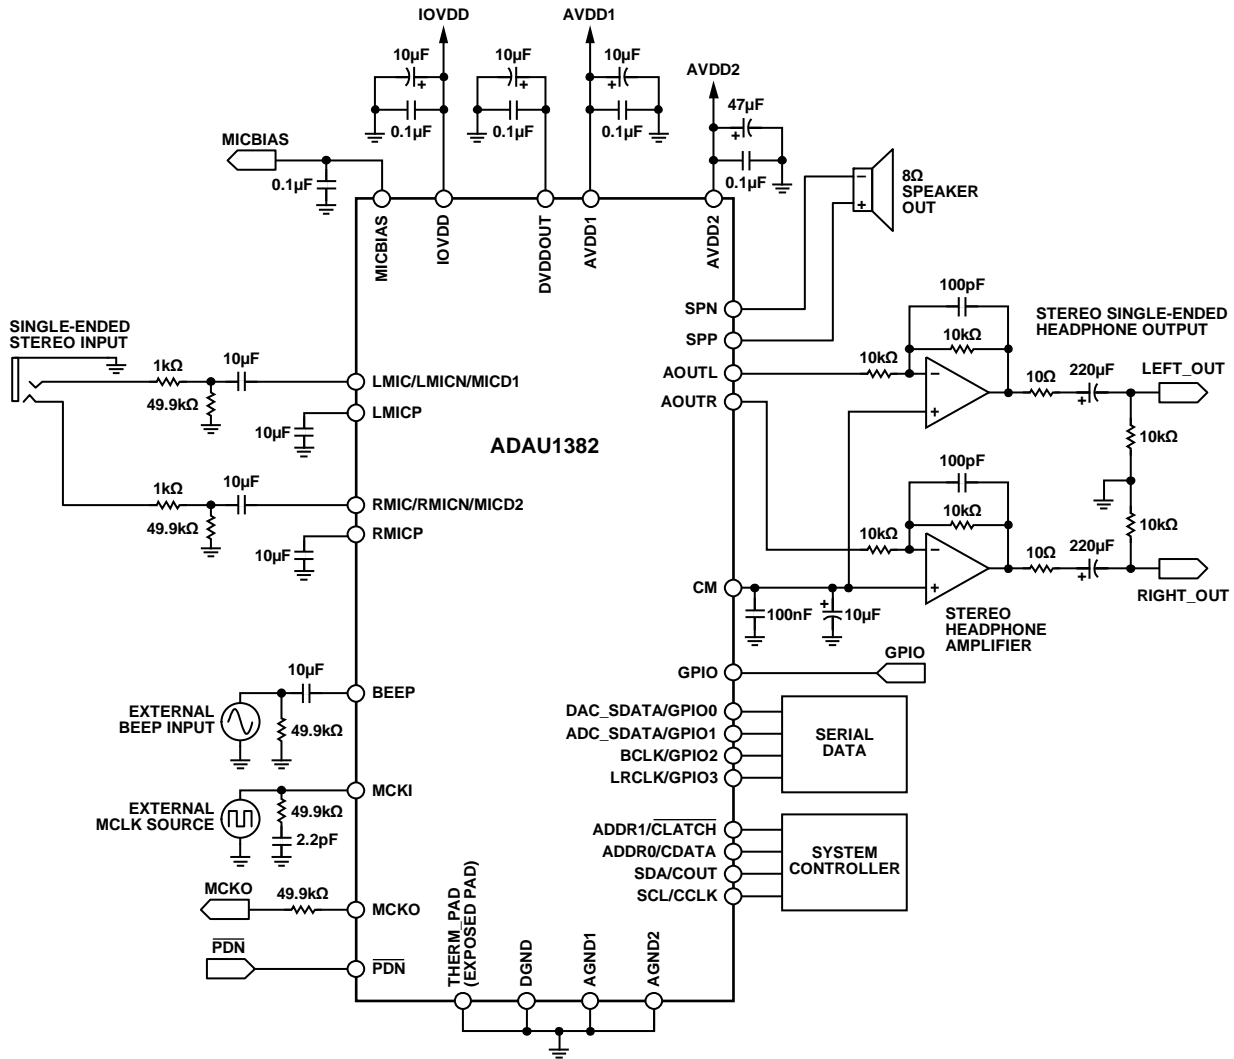 IOVDD
AVDD1
10µF
10µF
10µF
AVDD2
47µF
0.1µF
0.1µF
0.1µF
MICBIAS
0.1µF
0.1µF
8Ω
SPEAKER
OUT
MICBIAS
IOVDD
DVDDOUT
AVDD1
AVDD2
SPN
SPP
AOUTL
AOUTR
SINGLE-ENDED
STEREO INPUT
1kΩ
10µF
49.9kΩ
LMIC/LMICN/MICD1
LMICP
10µF
ADAU1382
1kΩ
10µF
49.9kΩ
RMIC/RMICN/MICD2
RMICP
10µF
100pF
10kΩ
10kΩ
STEREO SINGLE-ENDED
HEADPHONE OUTPUT
10Ω
220µF
LEFT_OUT
10kΩ
100pF
10kΩ
10kΩ
10kΩ
10Ω
220µF
RIGHT_OUT
CM
100nF
10µF
STEREO
HEADPHONE
AMPLIFIER
GPIO
GPIO
10µF
BEEP
EXTERNAL
BEEP INPUT
49.9kΩ
DAC_SDATA/GPIO0
ADC_SDATA/GPIO1
BCLK/GPIO2
LRCLK/GPIO3
SERIAL
DATA
MCKI
EXTERNAL
MCLK SOURCE
49.9kΩ
2.2pF
ADDR1/CLATCH
ADDR0/CDATA
SDA/COUT
SCL/CCLK
SYSTEM
CONTROLLER
MCKO
49.9kΩ
MCKO
PDN
PDN
THERM_PAD
(EXPOSED PAD)
DGND
AGND1
AGND2